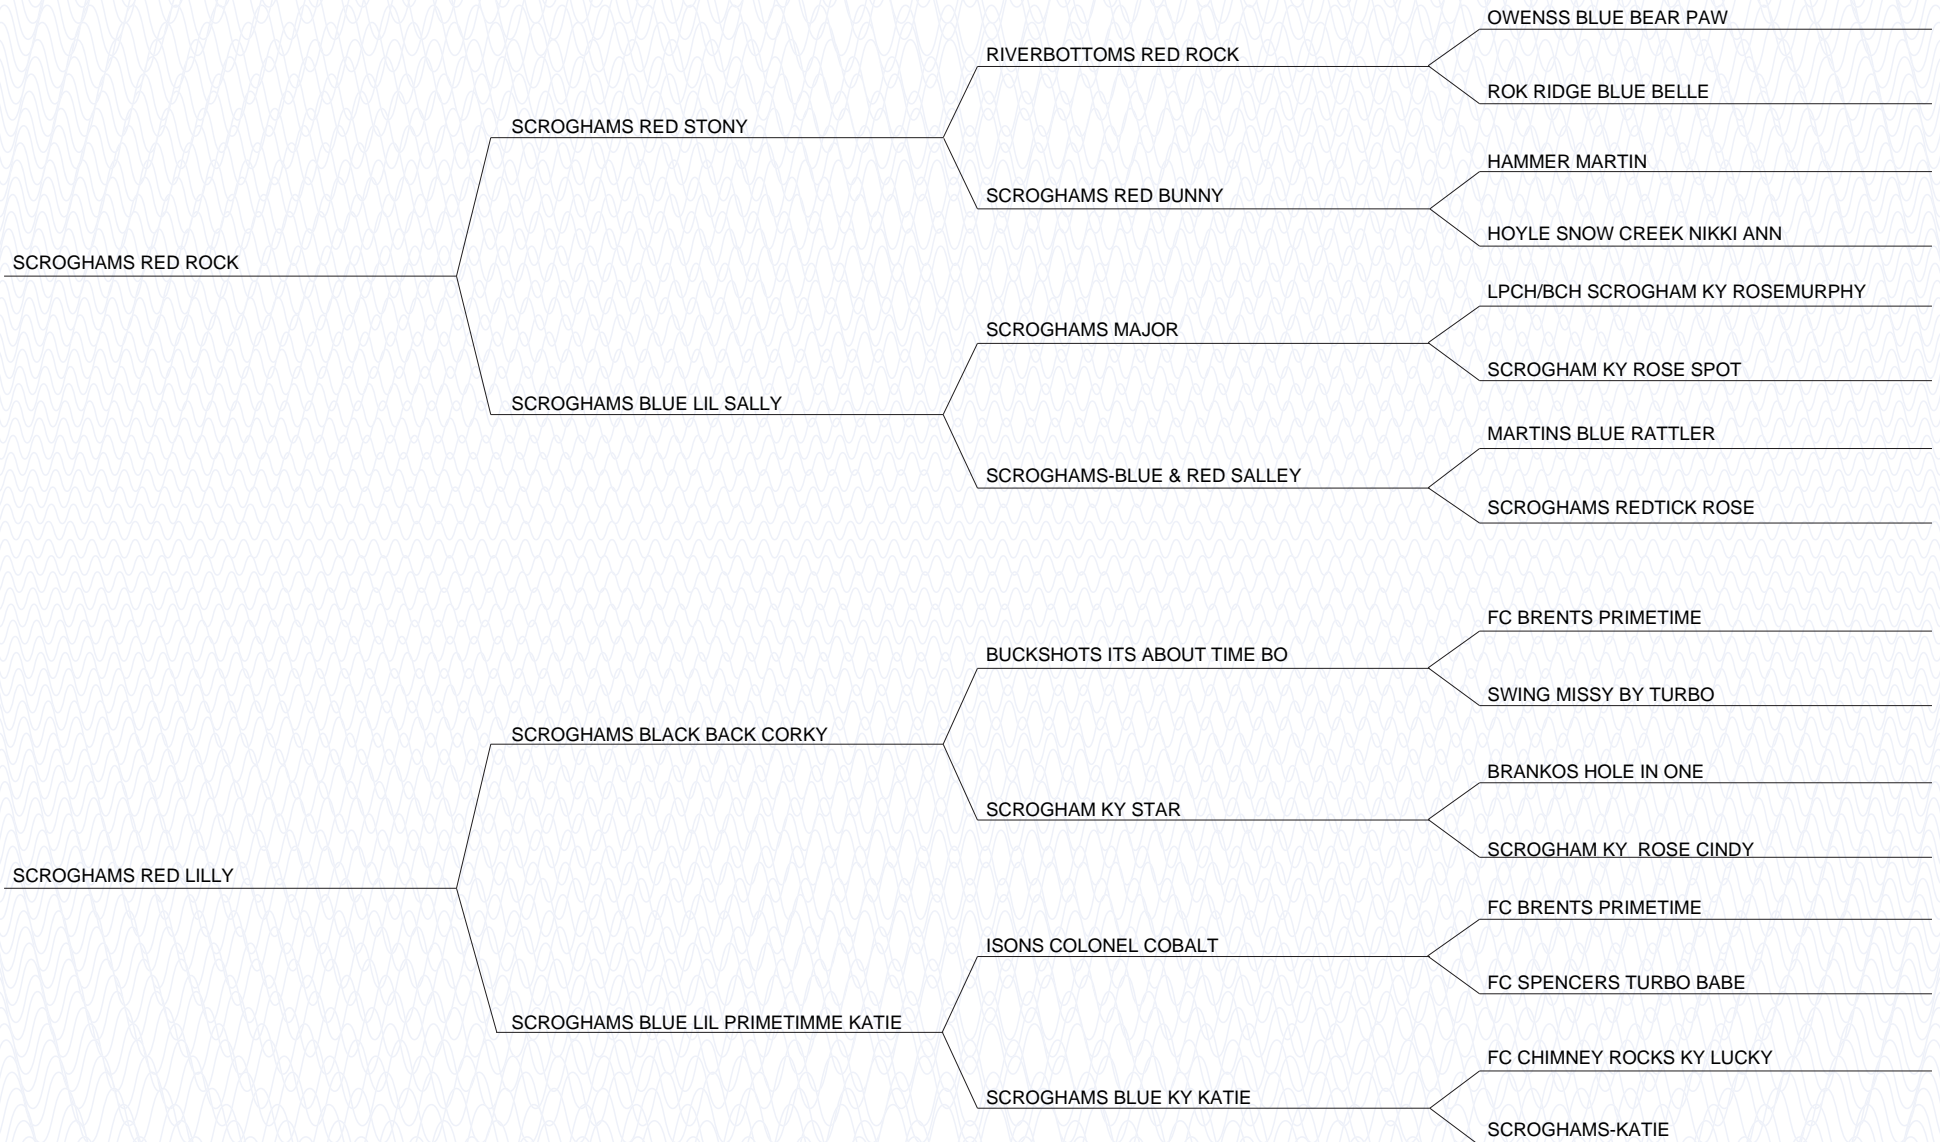 OWENSS BLUE BEAR PAW
RIVERBOTTOMS RED ROCK
ROK RIDGE BLUE BELLE
SCROGHAMS RED STONY
HAMMER MARTIN
SCROGHAMS RED BUNNY
HOYLE SNOW CREEK NIKKI ANN
SCROGHAMS RED ROCK
LPCH/BCH SCROGHAM KY ROSEMURPHY
SCROGHAMS MAJOR
SCROGHAM KY ROSE SPOT
SCROGHAMS BLUE LIL SALLY
MARTINS BLUE RATTLER
SCROGHAMS-BLUE & RED SALLEY
SCROGHAMS REDTICK ROSE
FC BRENTS PRIMETIME
BUCKSHOTS ITS ABOUT TIME BO
SWING MISSY BY TURBO
SCROGHAMS BLACK BACK CORKY
BRANKOS HOLE IN ONE
SCROGHAM KY STAR
SCROGHAM KY  ROSE CINDY
SCROGHAMS RED LILLY
FC BRENTS PRIMETIME
ISONS COLONEL COBALT
FC SPENCERS TURBO BABE
SCROGHAMS BLUE LIL PRIMETIMME KATIE
FC CHIMNEY ROCKS KY LUCKY
SCROGHAMS BLUE KY KATIE
SCROGHAMS-KATIE